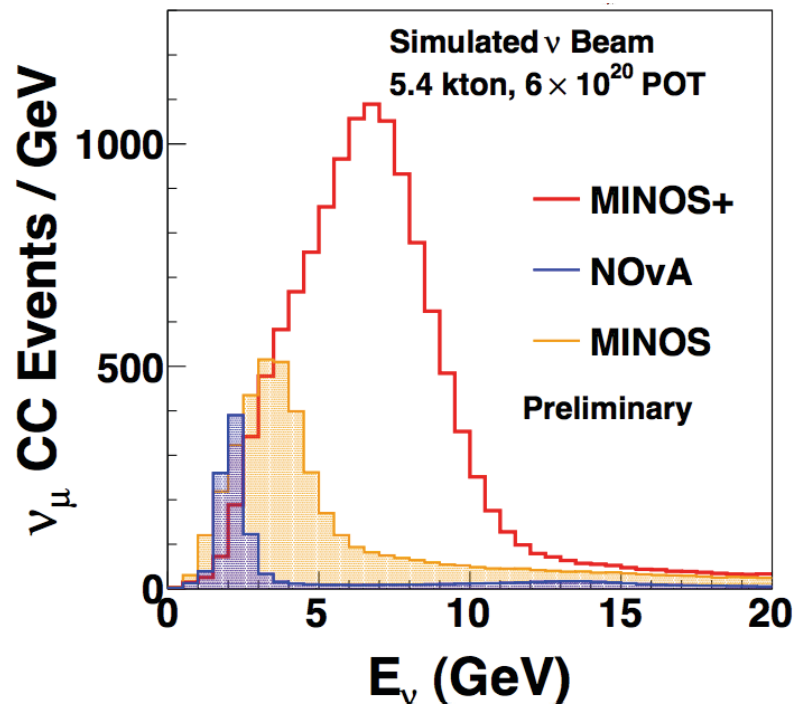 Simulated ν Beam
5.4 kton, 6 × 10²⁰ POT
MINOS+
NOνA
MINOS
Preliminary
ν_μ CC Events / GeV
1000
500
0
0 5 10 15 20
E_ν (GeV)